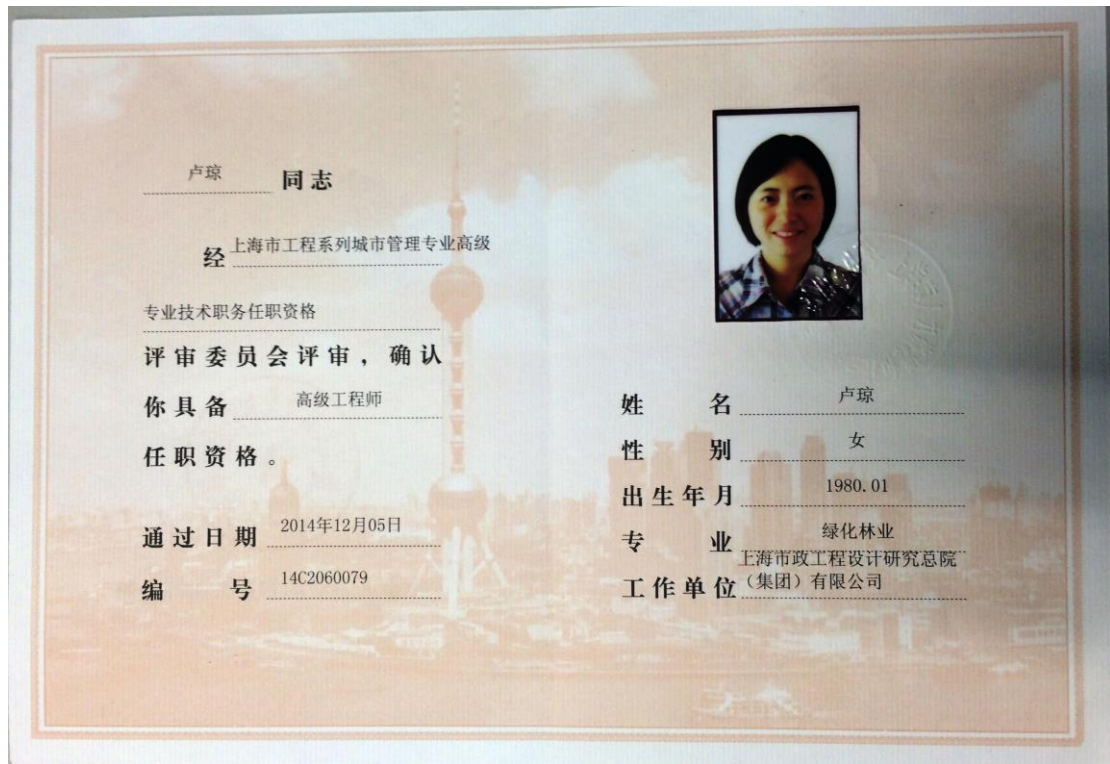 卢琼 同志
经 上海市工程系列城市管理专业高级
专业技术职务任职资格
评审委员会评审，确认
你具备 高级工程师
任职资格。
通过日期 2014年12月05日
编号 14C2060079
姓名 卢琼
性别 女
出生年月 1980.01
专业 绿化林业
工作单位 上海市政工程设计研究总院
（集团）有限公司